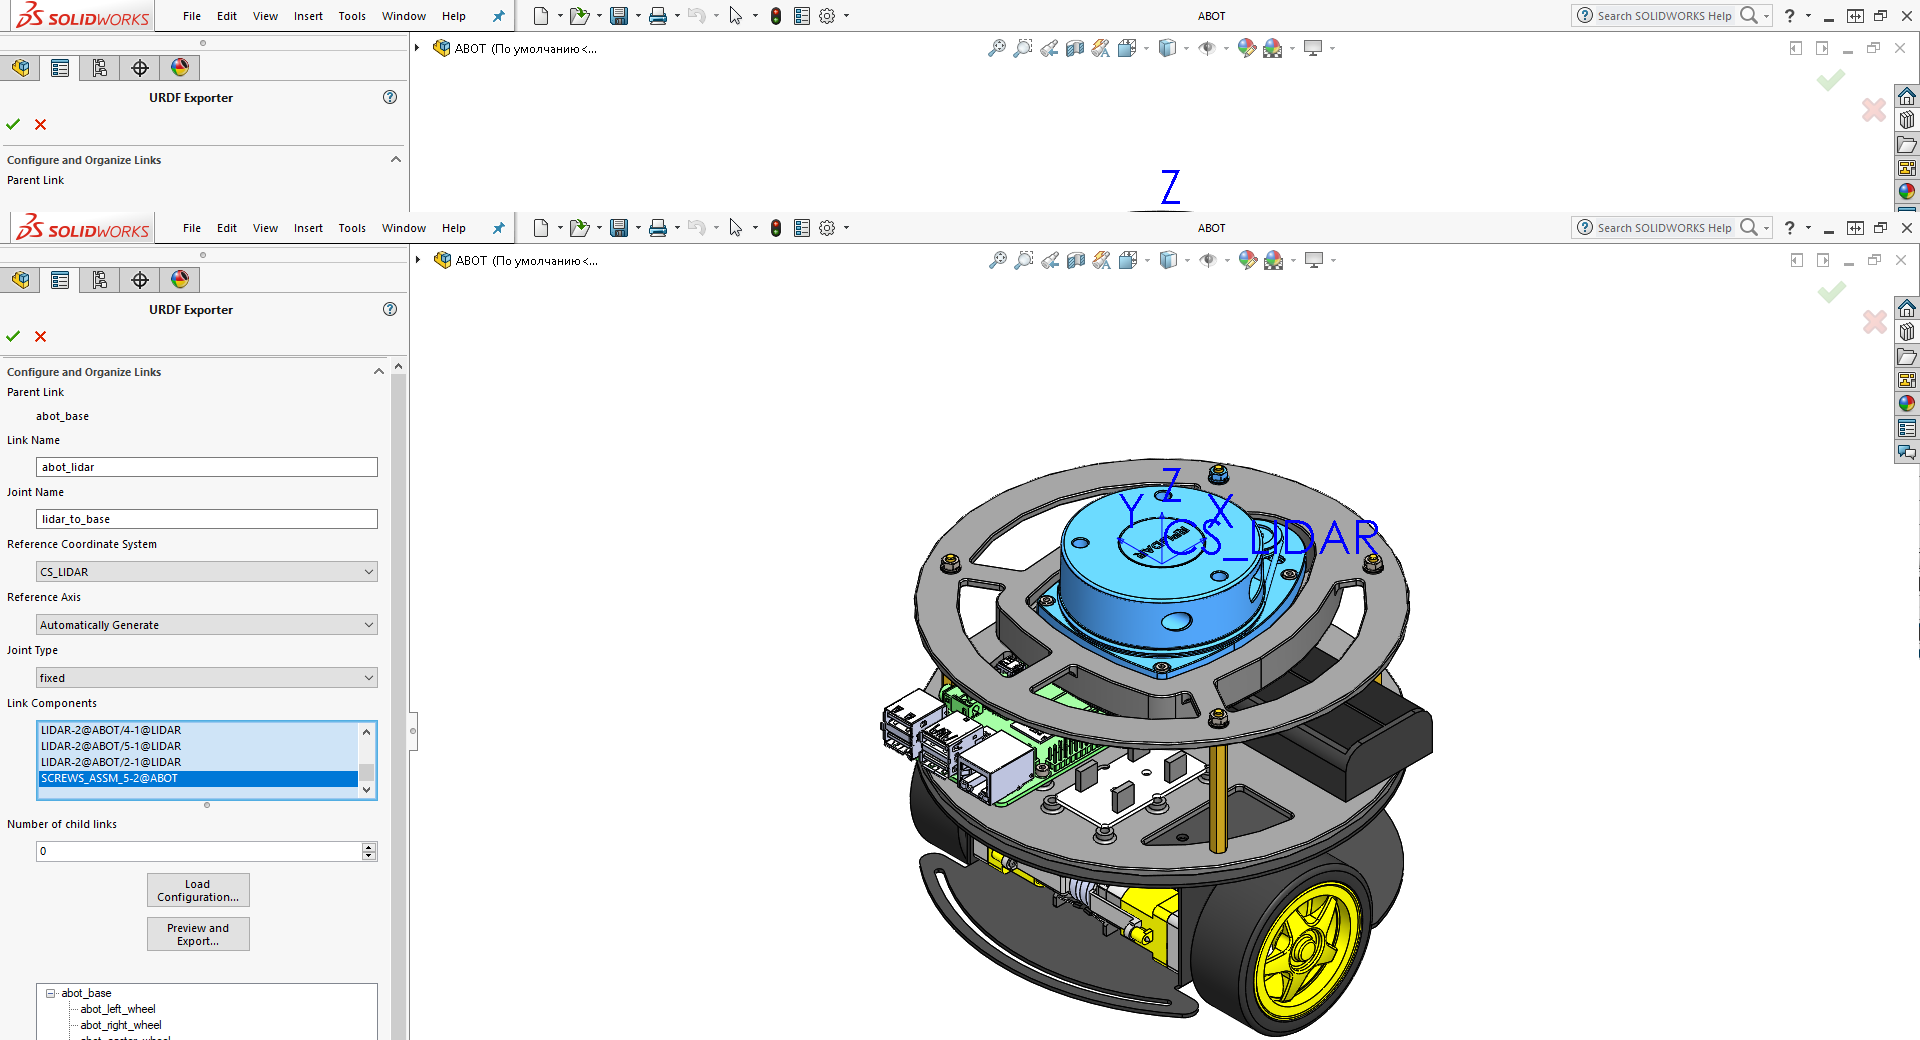 SOLIDWORKS File Edit View Insert Tools Window Help ABOT Search SOLIDWORKS Help ?
ABOT (По умолчанию<...
URDF Exporter ?
Configure and Organize Links
Parent Link
Z
SOLIDWORKS File Edit View Insert Tools Window Help ABOT Search SOLIDWORKS Help ?
ABOT (По умолчанию<...
URDF Exporter ?
Configure and Organize Links
Parent Link
abot_base
Link Name
abot_lidar
Joint Name
lidar_to_base
Reference Coordinate System
CS_LIDAR
Reference Axis
Automatically Generate
Joint Type
fixed
Link Components
LIDAR-2@ABOT/4-1@LIDAR
LIDAR-2@ABOT/5-1@LIDAR
LIDAR-2@ABOT/2-1@LIDAR
SCREWS_ASSM_5-2@ABOT
Number of child links
0
Load
Configuration...
Preview and
Export...
abot_base
abot_left_wheel
abot_right_wheel
abot_caster_wheel
Z
Y X
CS_LIDAR
RPLIDAR